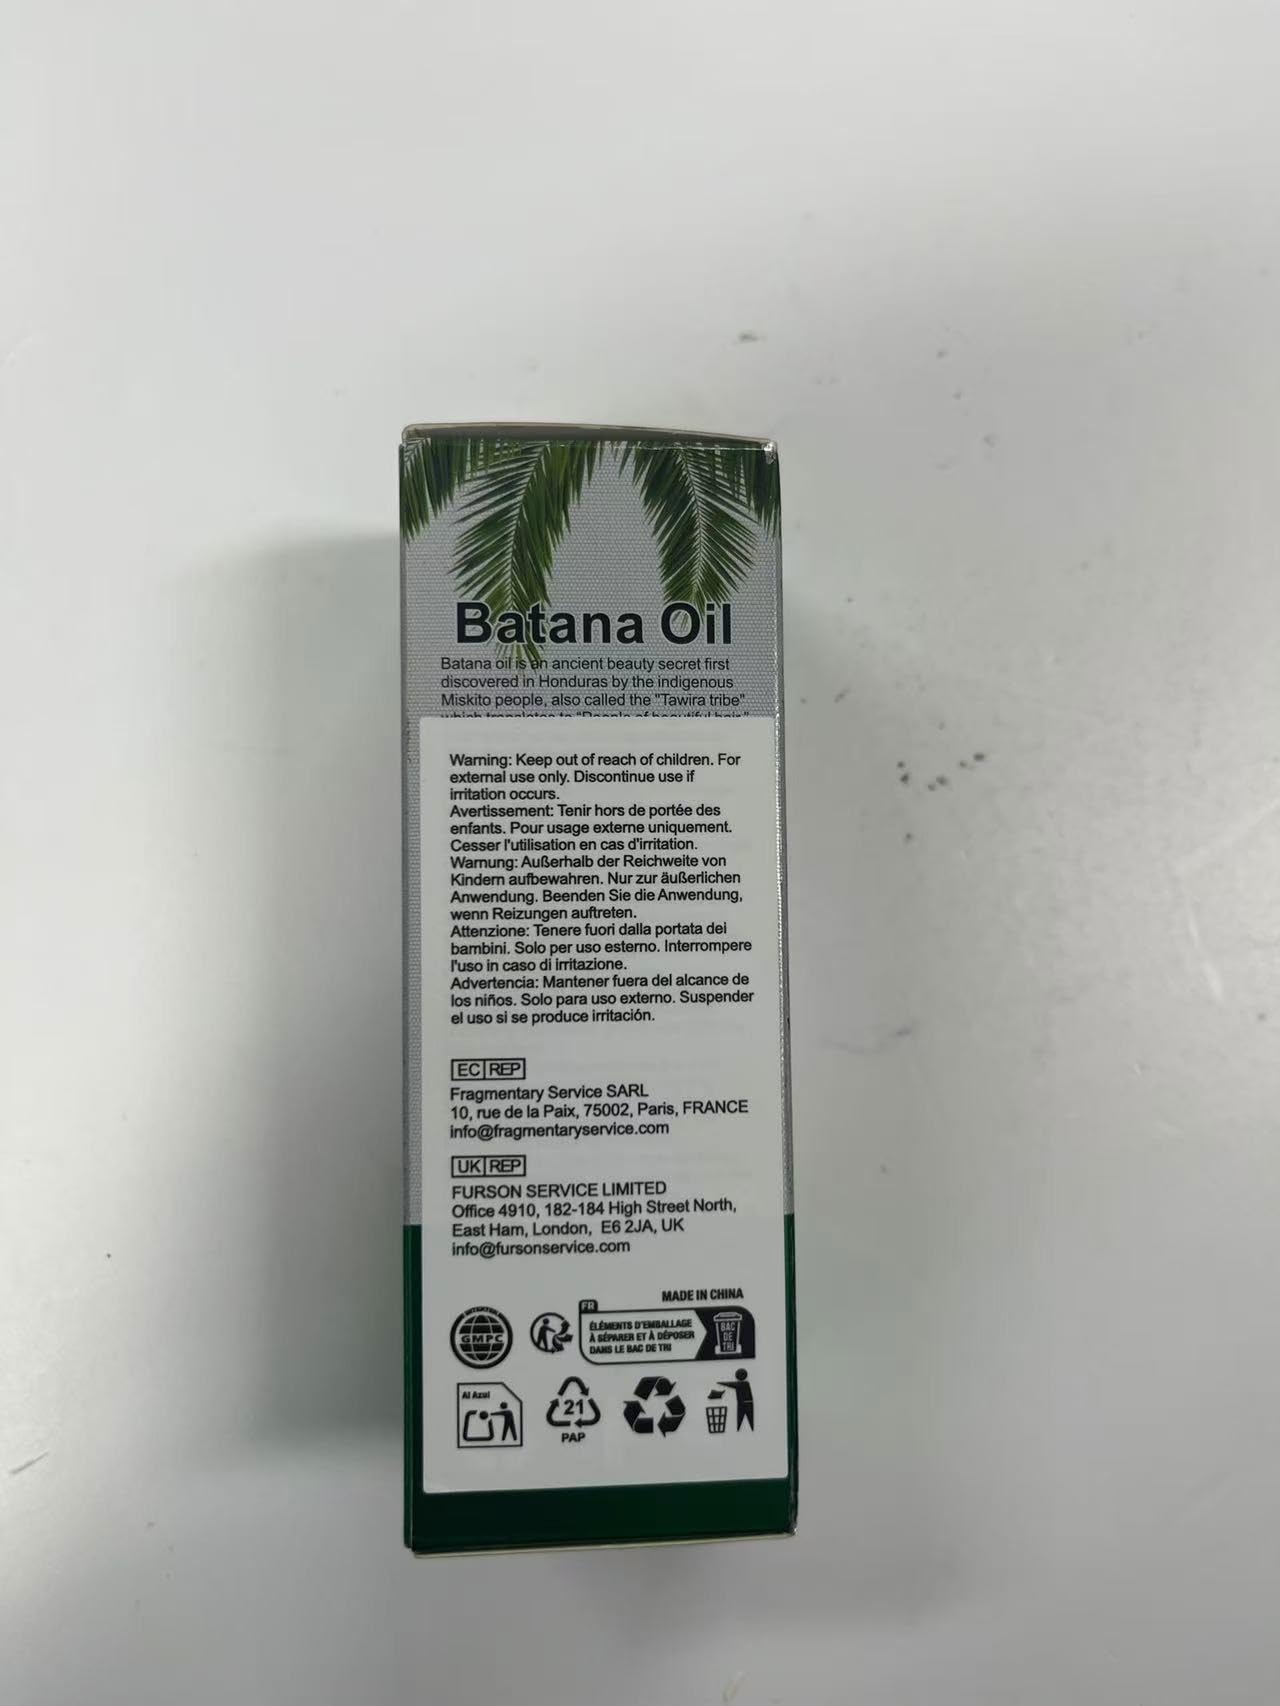 Batana Oil
Batana oil is an ancient beauty secret first
discovered in Honduras by the indigenous
Miskito people, also called the "Tawira tribe"
which translates to "People of beautiful hair."
Warning: Keep out of reach of children. For
external use only. Discontinue use if
irritation occurs.
Avertissement: Tenir hors de portée des
enfants. Pour usage externe uniquement.
Cesser l'utilisation en cas d'irritation.
Warnung: Außerhalb der Reichweite von
Kindern aufbewahren. Nur zur äußerlichen
Anwendung. Beenden Sie die Anwendung,
wenn Reizungen auftreten.
Attenzione: Tenere fuori dalla portata dei
bambini. Solo per uso esterno. Interrompere
l'uso in caso di irritazione.
Advertencia: Mantener fuera del alcance de
los niños. Solo para uso externo. Suspender
el uso si se produce irritación.
EC REP
Fragmentary Service SARL
10, rue de la Paix, 75002, Paris, FRANCE
info@fragmentaryservice.com
UK REP
FURSON SERVICE LIMITED
Office 4910, 182-184 High Street North,
East Ham, London, E6 2JA, UK
info@fursonservice.com
MADE IN CHINA
INTERTEK
GMPC
FR
ÉLÉMENTS D'EMBALLAGE
À SÉPARER ET À DÉPOSER
DANS LE BAC DE TRI
BAC
DE
TRI
Al Azul
21
PAP